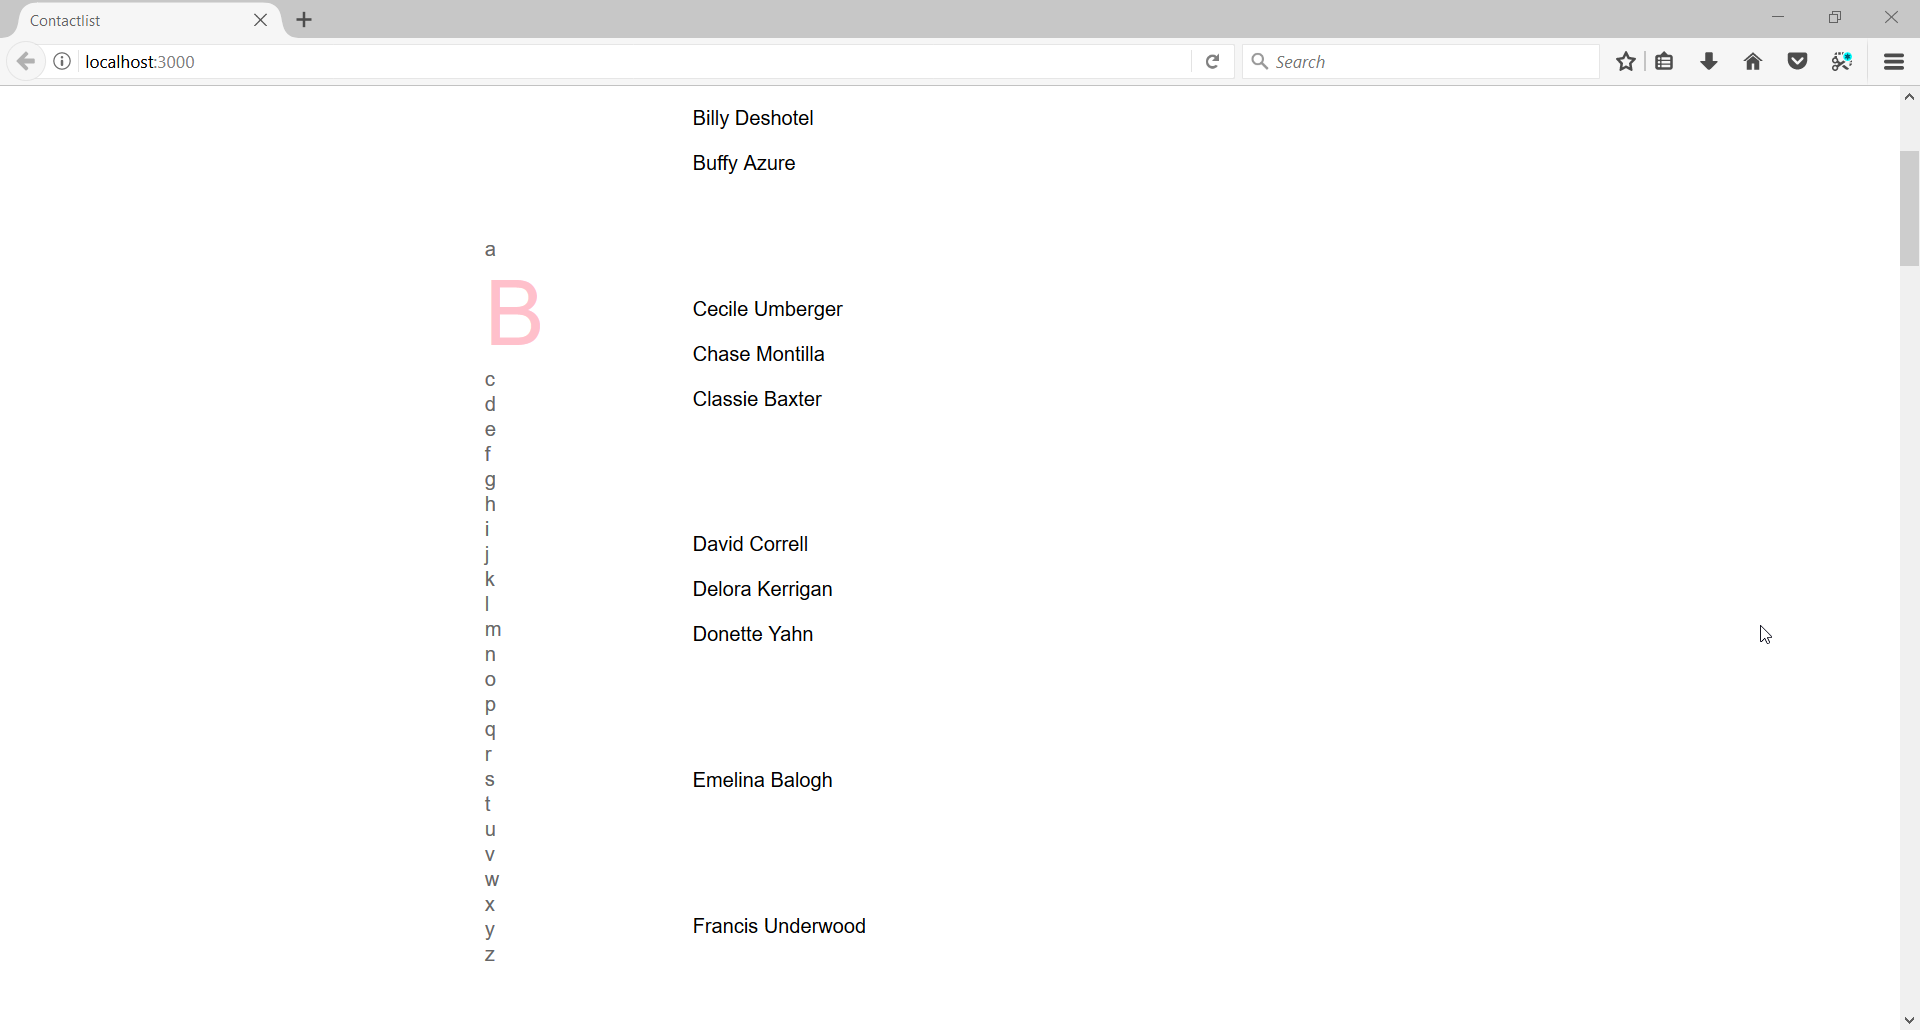 Contactlist
localhost:3000
Search
Billy Deshotel
Buffy Azure
a
B
c
d
e
f
g
h
i
j
k
l
m
n
o
p
q
r
s
t
u
v
w
x
y
z
Cecile Umberger
Chase Montilla
Classie Baxter
David Correll
Delora Kerrigan
Donette Yahn
Emelina Balogh
Francis Underwood